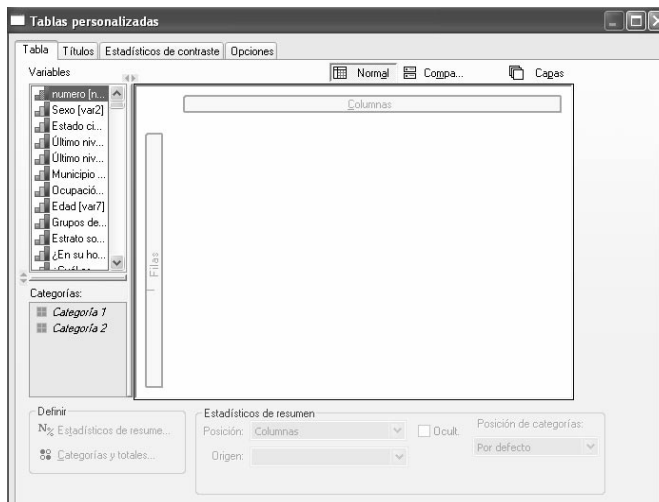 Tablas personalizadas
Tabla Títulos Estadísticos de contraste Opciones
Variables
Normal Compa... Capas
numero [n...
Sexo [var2]
Estado ci...
Último niv...
Último niv...
Municipio ...
Ocupació...
Edad [var7]
Grupos de...
Estrato so...
¿En su ho...
Columnas
Filas
Categorías:
Categoría 1
Categoría 2
Definir
N% Estadísticos de resume...
Categorías y totales...
Estadísticos de resumen
Posición: Columnas
Ocult.
Posición de categorías:
Origen:
Por defecto